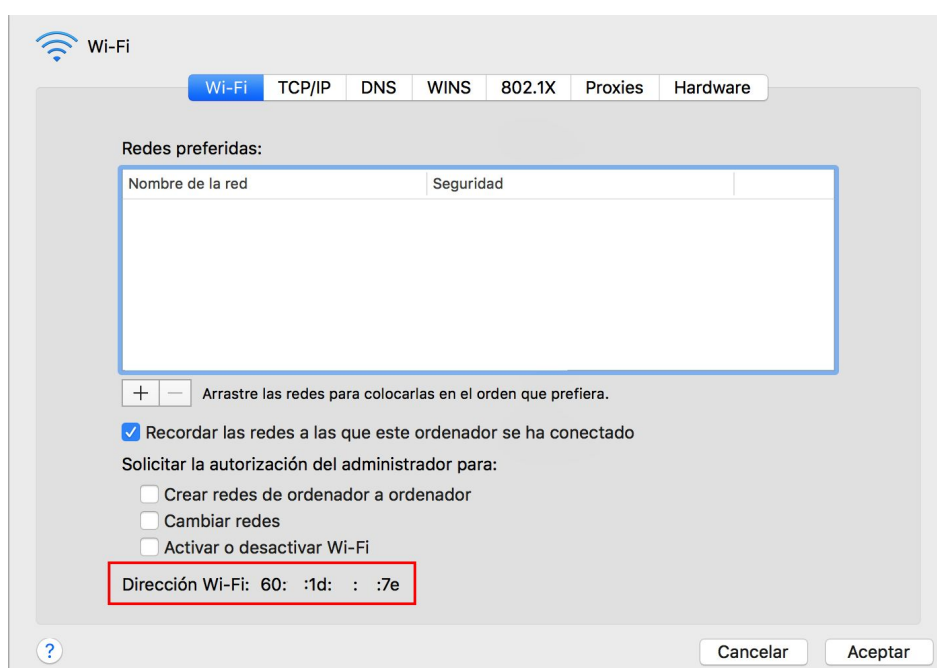 Wi-Fi
Wi-Fi TCP/IP DNS WINS 802.1X Proxies Hardware
Redes preferidas:
Nombre de la red Seguridad
+ − Arrastre las redes para colocarlas en el orden que prefiera.
Recordar las redes a las que este ordenador se ha conectado
Solicitar la autorización del administrador para:
Crear redes de ordenador a ordenador
Cambiar redes
Activar o desactivar Wi-Fi
Dirección Wi-Fi: 60: :1d: : :7e
? Cancelar Aceptar